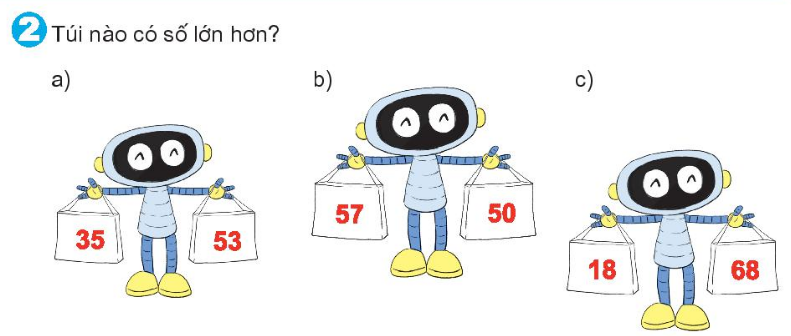 2 Túi nào có số lớn hơn?
a) b) c)
35 53 57 50 18 68